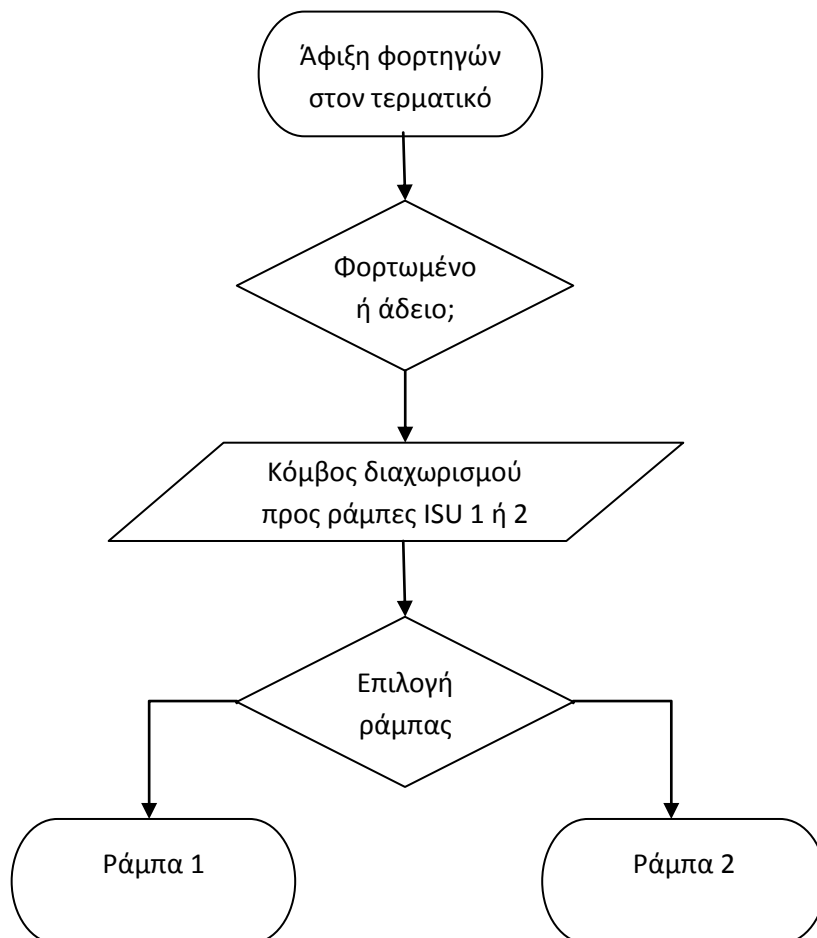 Άφιξη φορτηγών
στον τερματικό
Φορτωμένο
ή άδειο;
Κόμβος διαχωρισμού
προς ράμπες ISU 1 ή 2
Επιλογή
ράμπας
Ράμπα 1
Ράμπα 2